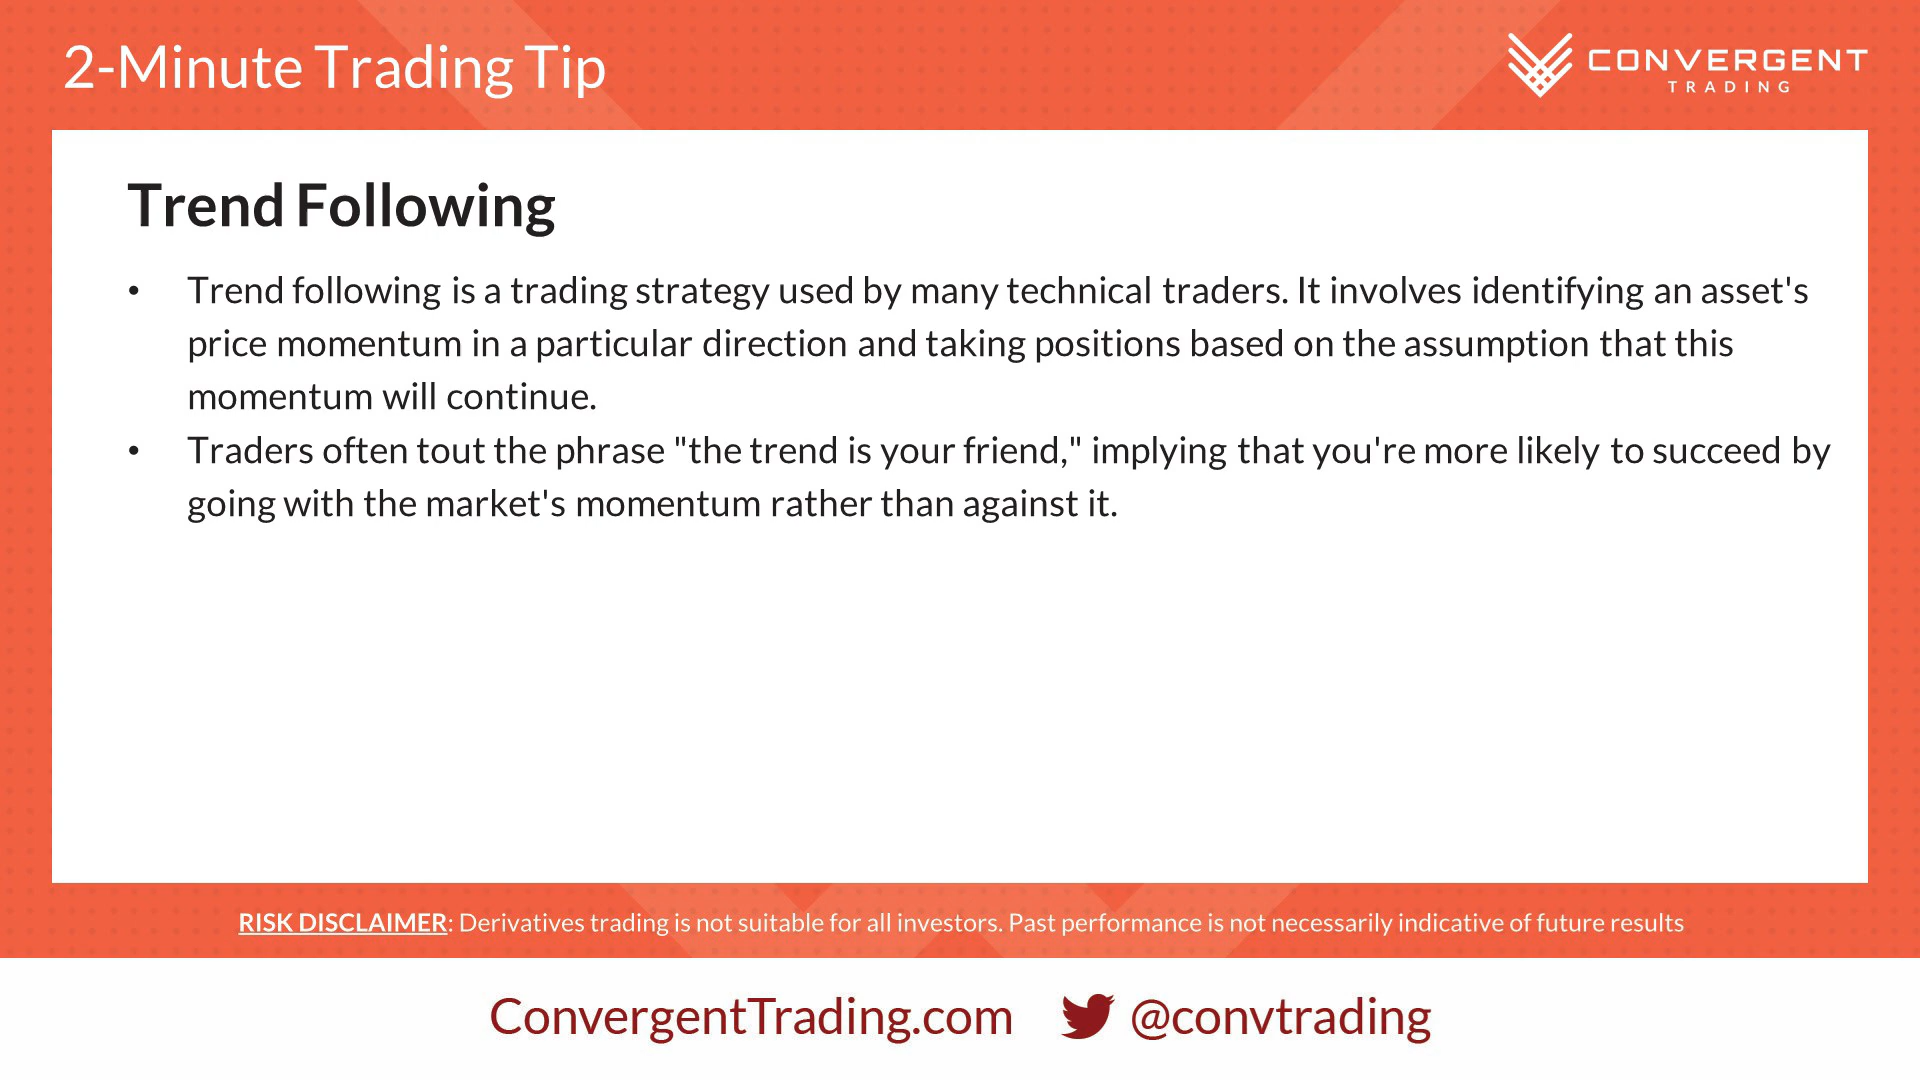 2-Minute Trading Tip
CONVERGENT
TRADING
Trend Following
• Trend following is a trading strategy used by many technical traders. It involves identifying an asset's
price momentum in a particular direction and taking positions based on the assumption that this
momentum will continue.
• Traders often tout the phrase "the trend is your friend," implying that you're more likely to succeed by
going with the market's momentum rather than against it.
RISK DISCLAIMER: Derivatives trading is not suitable for all investors. Past performance is not necessarily indicative of future results
ConvergentTrading.com @convtrading